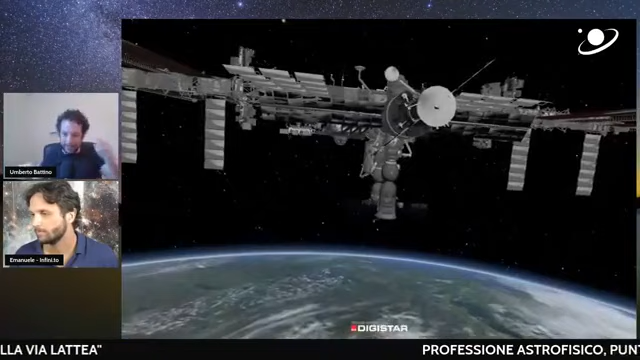 Umberto Battino
Emanuele - Infini.to
DIGISTAR
LLA VIA LATTEA"
PROFESSIONE ASTROFISICO, PUNT